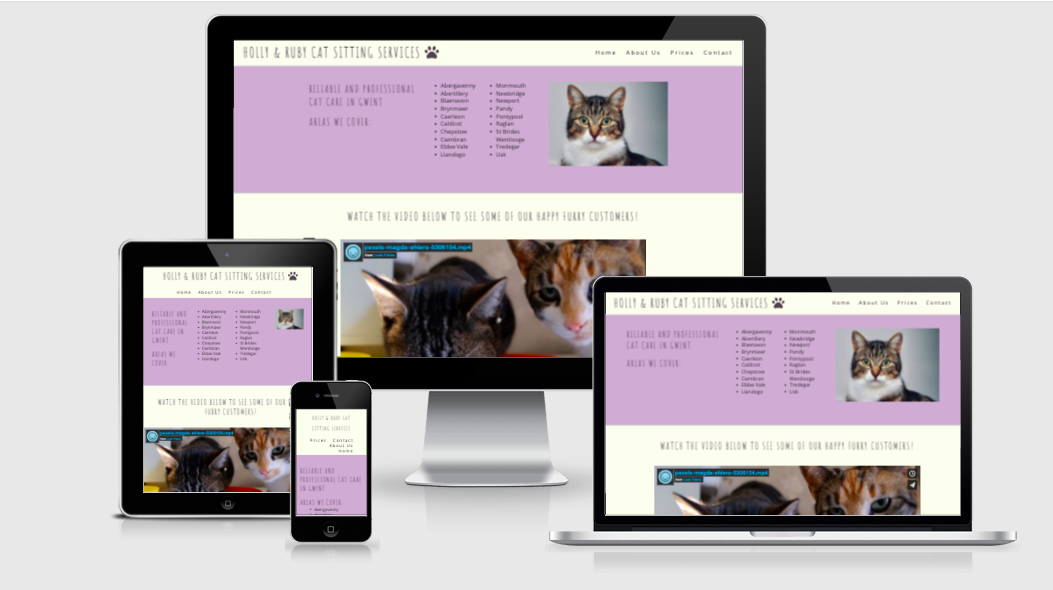 HOLLY & RUBY CAT SITTING SERVICES
Home About Us Prices Contact
RELIABLE AND PROFESSIONAL
CAT CARE IN GWENT
AREAS WE COVER:
Abergavenny
Abertillery
Blaenavon
Brynmawr
Caerleon
Caldicot
Chepstow
Cwmbran
Ebbw Vale
Llandogo
Monmouth
Newbridge
Newport
Pandy
Pontypool
Raglan
St Brides
Wentlooge
Tredegar
Usk
WATCH THE VIDEO BELOW TO SEE SOME OF OUR HAPPY FURRY CUSTOMERS!
pexels-magda-ehlers-5309154.mp4
HOLLY & RUBY CAT SITTING SERVICES
Home About Us Prices Contact
RELIABLE AND
PROFESSIONAL
CAT CARE IN
GWENT
AREAS WE
COVER:
Abergavenny
Abertillery
Blaenavon
Brynmawr
Caerleon
Caldicot
Chepstow
Cwmbran
Ebbw Vale
Llandogo
Monmouth
Newbridge
Newport
Pandy
Pontypool
Raglan
St Brides
Wentlooge
Tredegar
Usk
WATCH THE VIDEO BELOW TO SEE SOME OF OUR
FURRY CUSTOMERS!
pexels-magda-ehlers-5309154.mp4
HOLLY & RUBY CAT
SITTING SERVICES
Prices Contact
About Us
Home
RELIABLE AND
PROFESSIONAL CAT CARE
IN GWENT
AREAS WE COVER:
Abergavenny
HOLLY & RUBY CAT SITTING SERVICES
Home About Us Prices Contact
RELIABLE AND PROFESSIONAL
CAT CARE IN GWENT
AREAS WE COVER:
Abergavenny
Abertillery
Blaenavon
Brynmawr
Caerleon
Caldicot
Chepstow
Cwmbran
Ebbw Vale
Llandogo
Monmouth
Newbridge
Newport
Pandy
Pontypool
Raglan
St Brides
Wentlooge
Tredegar
Usk
WATCH THE VIDEO BELOW TO SEE SOME OF OUR HAPPY FURRY CUSTOMERS!
pexels-magda-ehlers-5309154.mp4